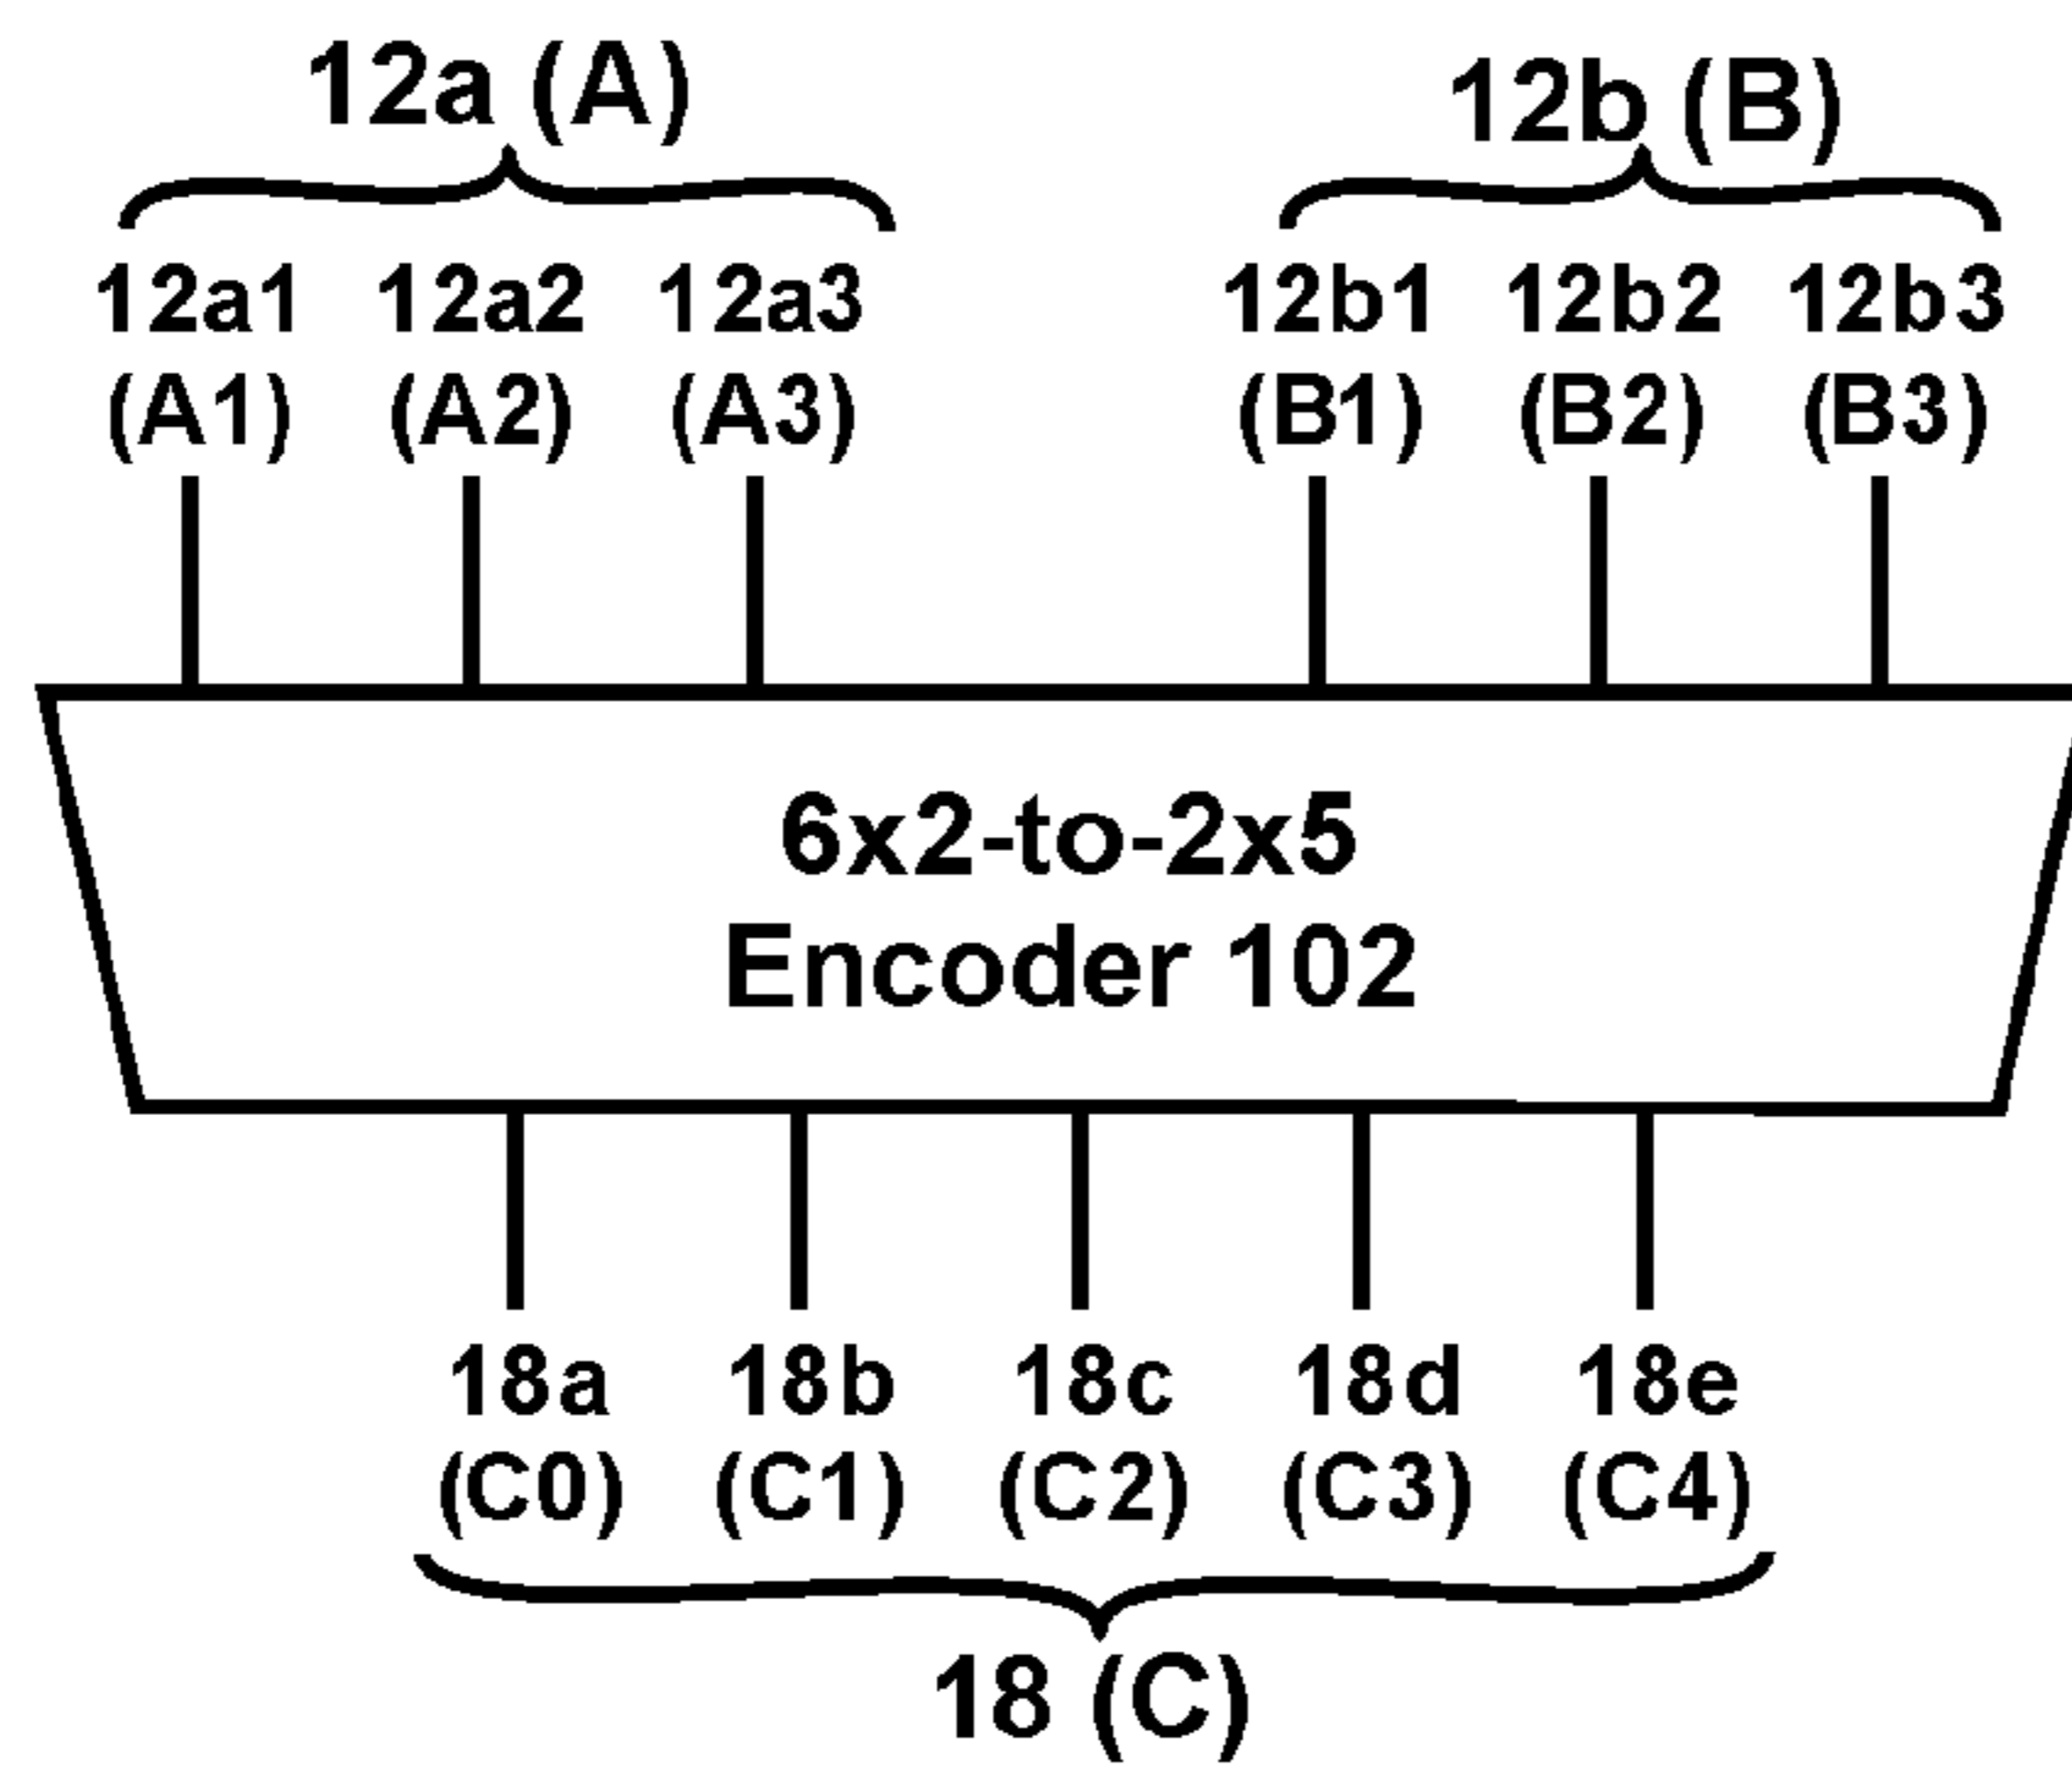 12a (A) 12b (B)
12a1 12a2 12a3 12b1 12b2 12b3
(A1) (A2) (A3) (B1) (B2) (B3)
6x2-to-2x5
Encoder 102
18a 18b 18c 18d 18e
(C0) (C1) (C2) (C3) (C4)
18 (C)